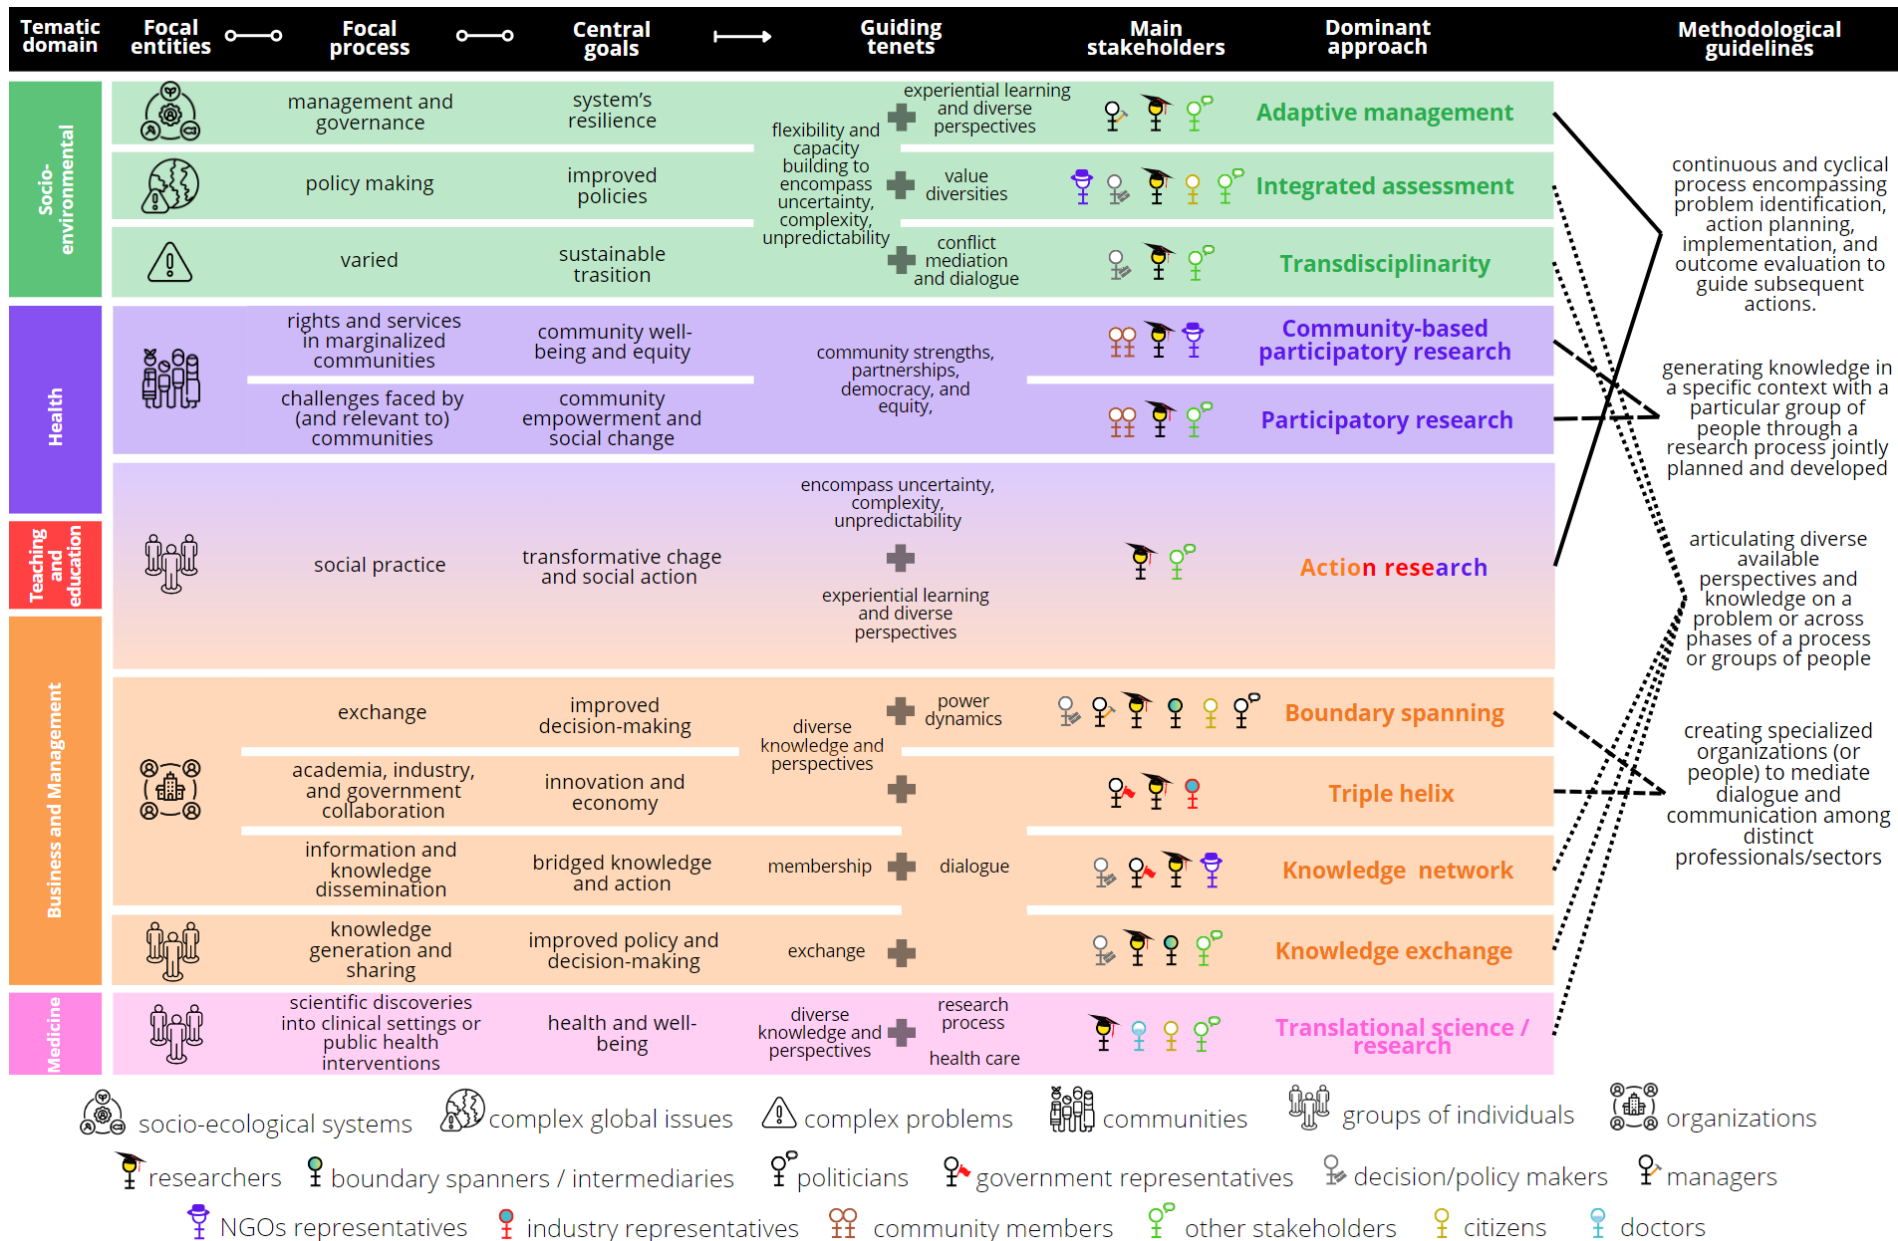 Tematic domain
Focal entities
Focal process
Central goals
Guiding tenets
Main stakeholders
Dominant approach
Methodological guidelines
Socio-
environmental
management and
governance
system's
resilience
flexibility and
capacity
building to
encompass
uncertainty,
complexity,
unpredictability
experiential learning
and diverse
perspectives
Adaptive management
policy making
improved
policies
value
diversities
Integrated assessment
varied
sustainable
trasition
conflict
mediation
and dialogue
Transdisciplinarity
Health
rights and services
in marginalized
communities
community well-
being and equity
community strengths,
partnerships,
democracy, and
equity,
Community-based
participatory research
challenges faced by
(and relevant to)
communities
community
empowerment and
social change
Participatory research
Teaching
and
education
social practice
transformative chage
and social action
encompass uncertainty,
complexity,
unpredictability
experiential learning
and diverse
perspectives
Action research
Business and Management
exchange
improved
decision-making
diverse
knowledge and
perspectives
power
dynamics
Boundary spanning
academia, industry,
and government
collaboration
innovation and
economy
Triple helix
information and
knowledge
dissemination
bridged knowledge
and action
membership
dialogue
Knowledge network
knowledge
generation and
sharing
improved policy and
decision-making
exchange
Knowledge exchange
Medicine
scientific discoveries
into clinical settings or
public health
interventions
health and well-
being
diverse
knowledge and
perspectives
research
process
health care
Translational science /
research
continuous and cyclical
process encompassing
problem identification,
action planning,
implementation, and
outcome evaluation to
guide subsequent
actions.
generating knowledge in
a specific context with a
particular group of
people through a
research process jointly
planned and developed
articulating diverse
available
perspectives and
knowledge on a
problem or across
phases of a process
or groups of people
creating specialized
organizations (or
people) to mediate
dialogue and
communication among
distinct
professionals/sectors
socio-ecological systems
complex global issues
complex problems
communities
groups of individuals
organizations
researchers
boundary spanners / intermediaries
politicians
government representatives
decision/policy makers
managers
NGOs representatives
industry representatives
community members
other stakeholders
citizens
doctors